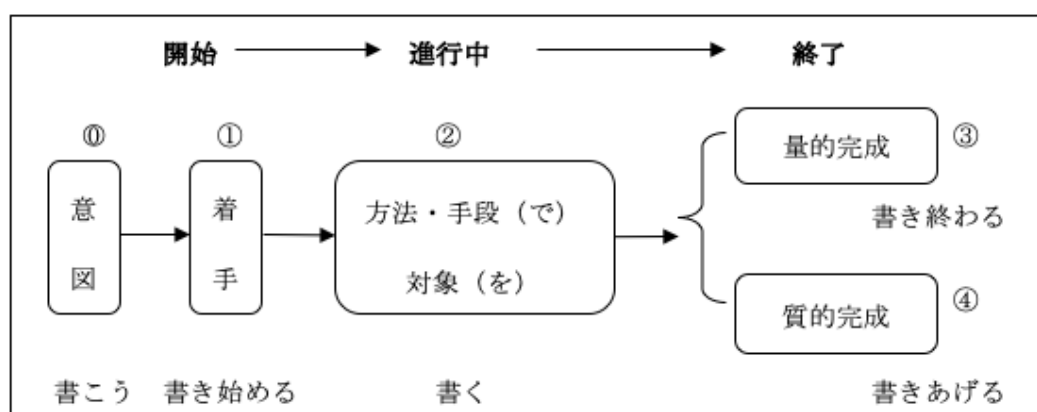 開始 進行中 終了
⓪ ① ② 量的完成 ③
意図 着手 方法・手段（で） 書き終わる
対象（を）
質的完成 ④
書こう 書き始める 書く 書きあげる